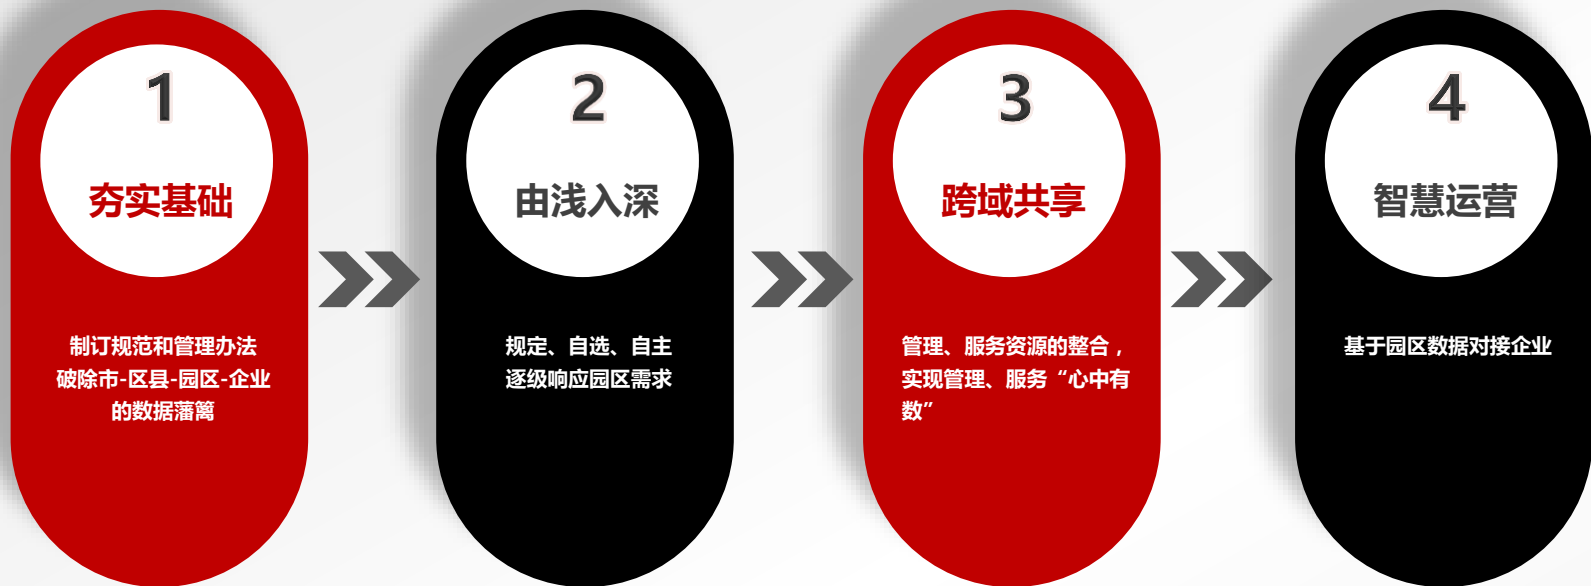 1
夯实基础
制订规范和管理办法
破除市-区县-园区-企业
的数据藩篱
2
由浅入深
规定、自选、自主
逐级响应园区需求
3
跨域共享
管理、服务资源的整合，
实现管理、服务“心中有
数”
4
智慧运营
基于园区数据对接企业